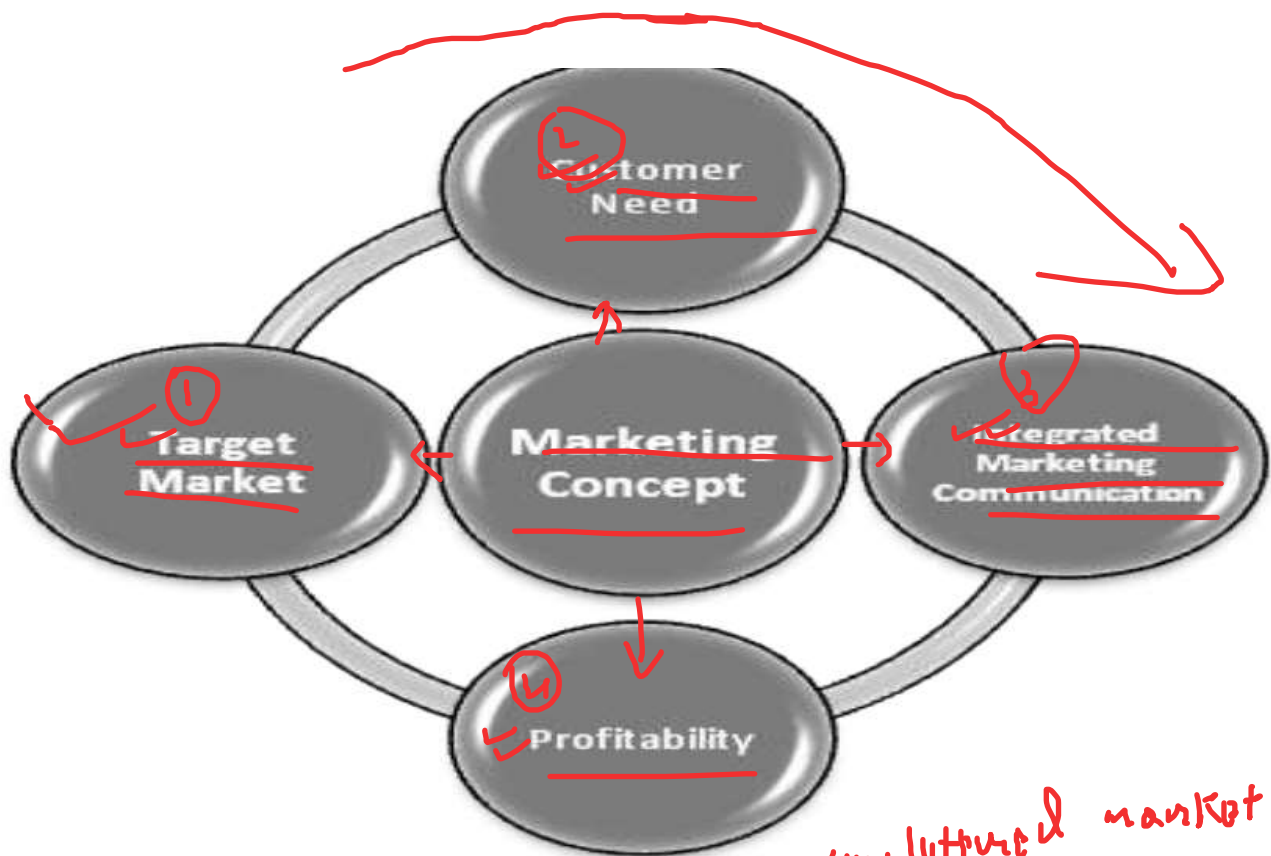 2
Customer
Need
1
Target
Market
Marketing
Concept
3
Integrated
Marketing
Communication
4
Profitability
market